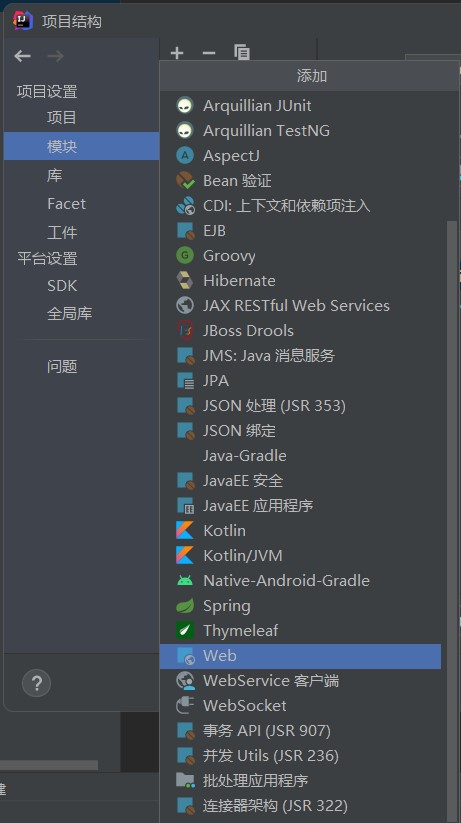 项目结构
添加
项目设置
项目
模块
库
Facet
工件
平台设置
SDK
全局库
问题
Arquillian JUnit
Arquillian TestNG
AspectJ
Bean 验证
CDI: 上下文和依赖项注入
EJB
Groovy
Hibernate
JAX RESTful Web Services
JBoss Drools
JMS: Java 消息服务
JPA
JSON 处理 (JSR 353)
JSON 绑定
Java-Gradle
JavaEE 安全
JavaEE 应用程序
Kotlin
Kotlin/JVM
Native-Android-Gradle
Spring
Thymeleaf
Web
WebService 客户端
WebSocket
事务 API (JSR 907)
并发 Utils (JSR 236)
批处理应用程序
连接器架构 (JSR 322)
?